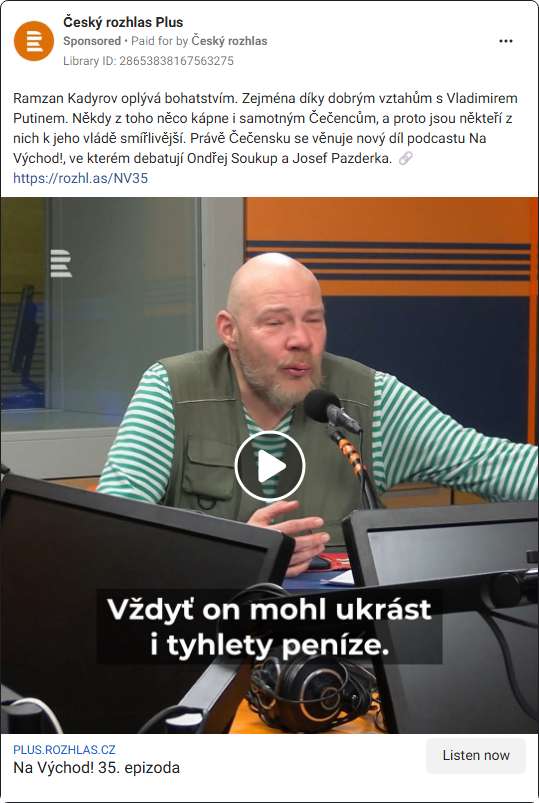 Český rozhlas Plus
Sponsored • Paid for by Český rozhlas
Library ID: 28653838167563275
Ramzan Kadyrov oplývá bohatstvím. Zejména díky dobrým vztahům s Vladimirem
Putinem. Někdy z toho něco kápne i samotným Čečencům, a proto jsou někteří z
nich k jeho vládě smířlivější. Právě Čečensku se věnuje nový díl podcastu Na
Východ!, ve kterém debatují Ondřej Soukup a Josef Pazderka. 🔗
https://rozhl.as/NV35
Vždyť on mohl ukrást
i tyhlety peníze.
PLUS.ROZHLAS.CZ
Na Východ! 35. epizoda
Listen now